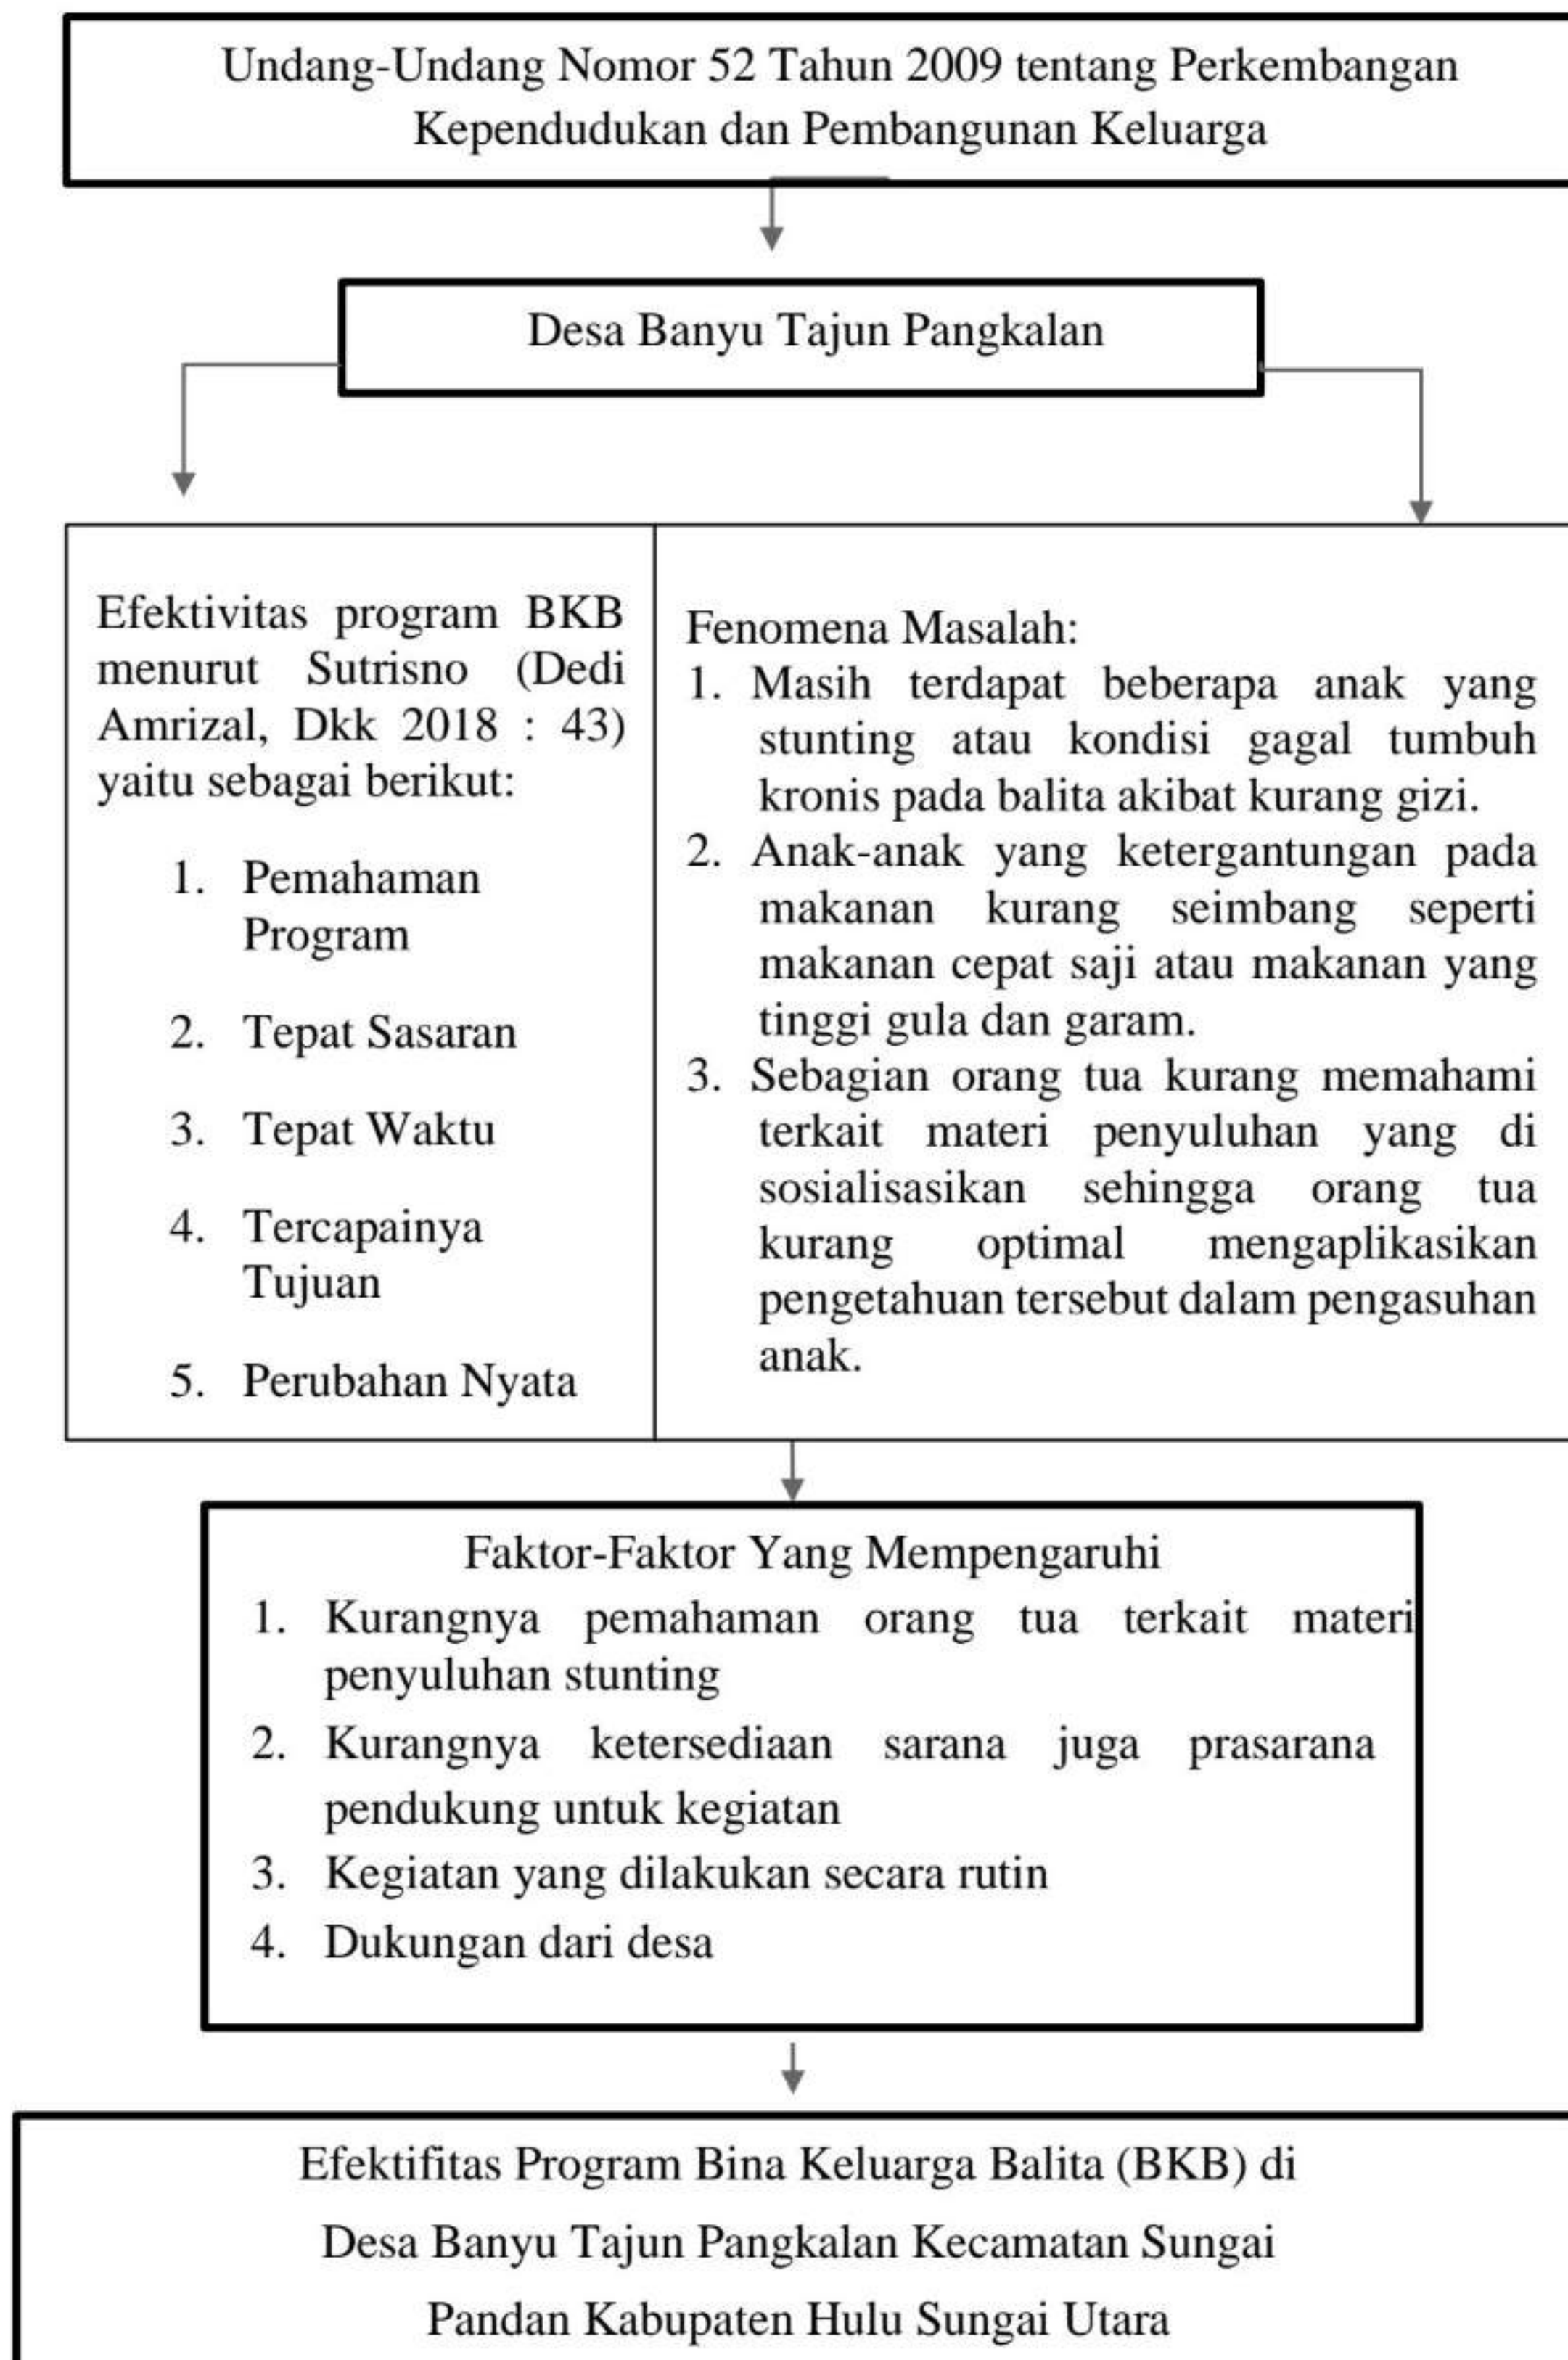 Undang-Undang Nomor 52 Tahun 2009 tentang Perkembangan
Kependudukan dan Pembangunan Keluarga
Desa Banyu Tajun Pangkalan
Efektivitas program BKB
menurut Sutrisno (Dedi
Amrizal, Dkk 2018 : 43)
yaitu sebagai berikut:
1. Pemahaman
Program
2. Tepat Sasaran
3. Tepat Waktu
4. Tercapainya
Tujuan
5. Perubahan Nyata
Fenomena Masalah:
1. Masih terdapat beberapa anak yang
stunting atau kondisi gagal tumbuh
kronis pada balita akibat kurang gizi.
2. Anak-anak yang ketergantungan pada
makanan kurang seimbang seperti
makanan cepat saji atau makanan yang
tinggi gula dan garam.
3. Sebagian orang tua kurang memahami
terkait materi penyuluhan yang di
sosialisasikan sehingga orang tua
kurang optimal mengaplikasikan
pengetahuan tersebut dalam pengasuhan
anak.
Faktor-Faktor Yang Mempengaruhi
1. Kurangnya pemahaman orang tua terkait materi
penyuluhan stunting
2. Kurangnya ketersediaan sarana juga prasarana
pendukung untuk kegiatan
3. Kegiatan yang dilakukan secara rutin
4. Dukungan dari desa
Efektifitas Program Bina Keluarga Balita (BKB) di
Desa Banyu Tajun Pangkalan Kecamatan Sungai
Pandan Kabupaten Hulu Sungai Utara